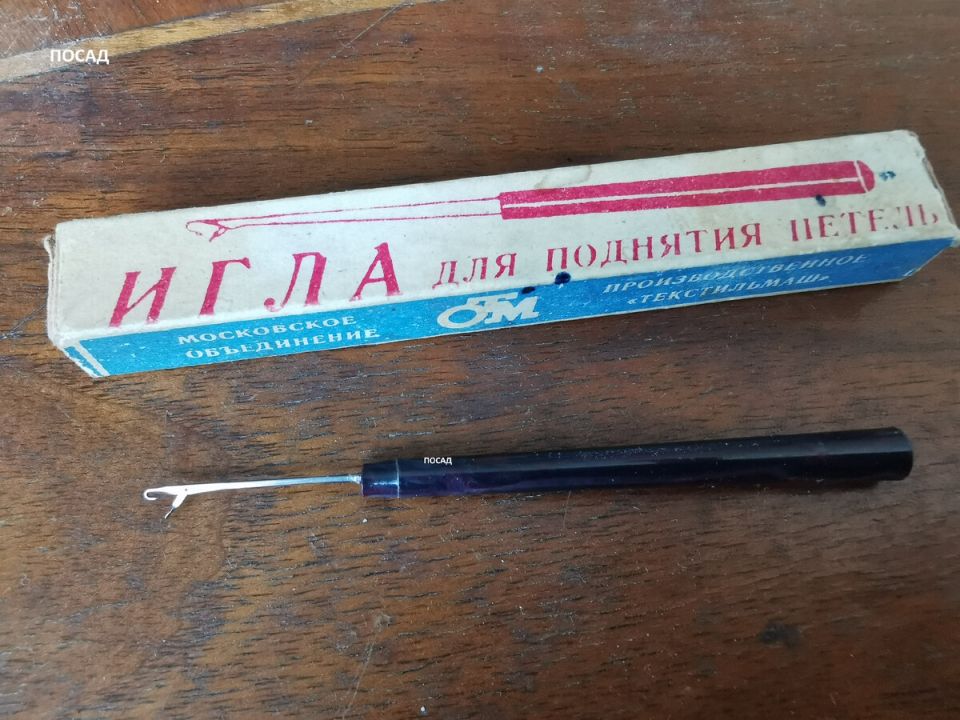 ПОСАД
ИГЛА ДЛЯ ПОДНЯТИЯ ПЕТЕЛЬ
МОСКОВСКОЕ ПРОИЗВОДСТВЕННОЕ
ОБЪЕДИНЕНИЕ «ТЕКСТИЛЬМАШ»
ПОСАД